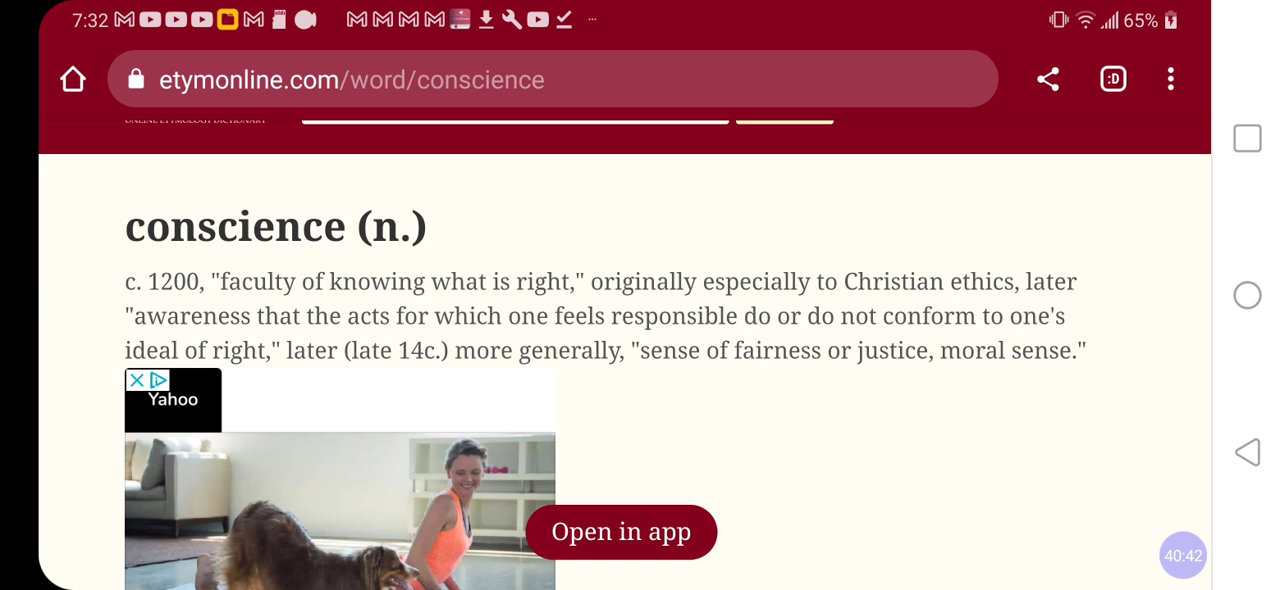 7:32 65%
etymonline.com/word/conscience :D
conscience (n.)
c. 1200, "faculty of knowing what is right," originally especially to Christian ethics, later
"awareness that the acts for which one feels responsible do or do not conform to one's
ideal of right," later (late 14c.) more generally, "sense of fairness or justice, moral sense."
Yahoo
Open in app
40:42